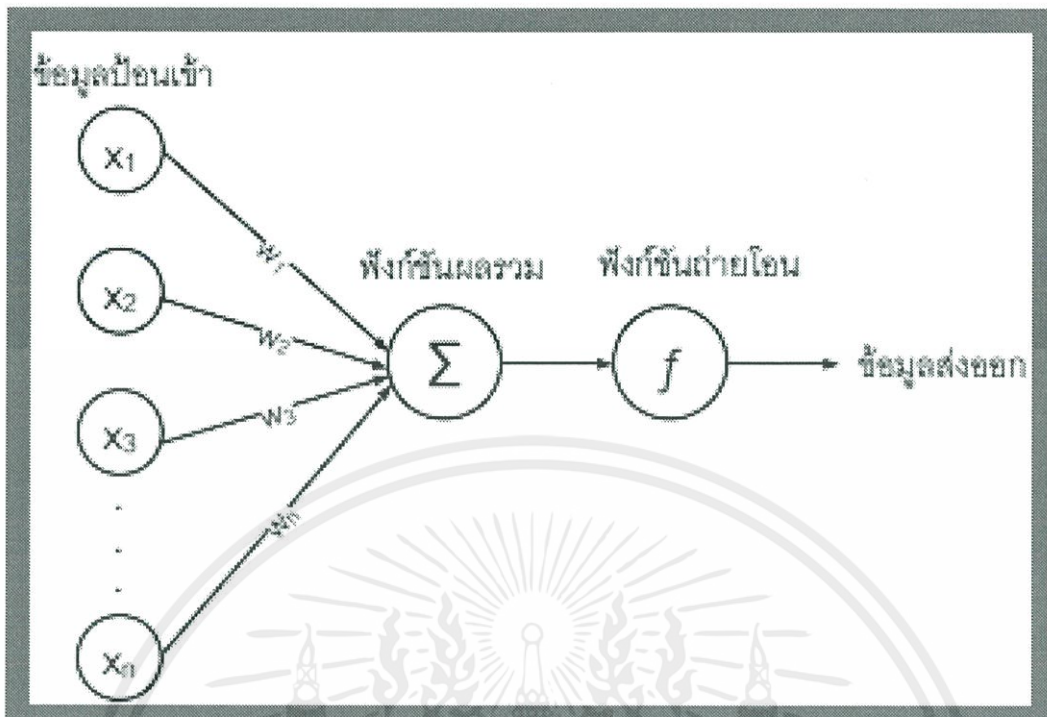 ข้อมูลป้อนเข้า
x₁
w₁
ฟังก์ชันผลรวม
ฟังก์ชันถ่ายโอน
x₂
w₂
Σ
f
ข้อมูลส่งออก
x₃
w₃
wₙ
xₙ